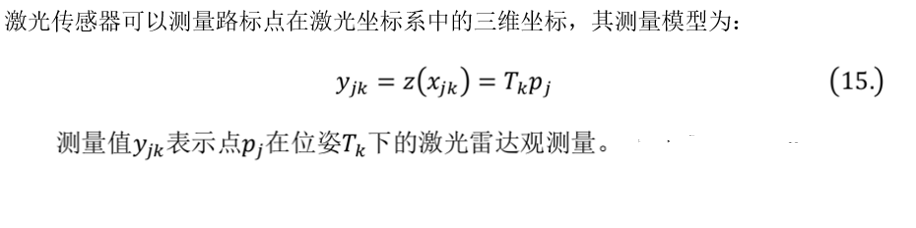 激光传感器可以测量路标点在激光坐标系中的三维坐标，其测量模型为：
y_{jk} = z(x_{jk}) = T_k p_j (15.)
测量值y_{jk}表示点p_j在位姿T_k下的激光雷达观测量。